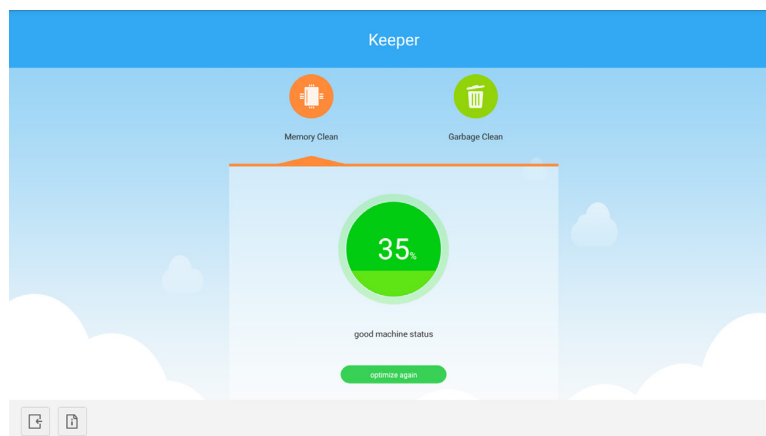 Keeper
Memory Clean
Garbage Clean
35%
good machine status
optimize again